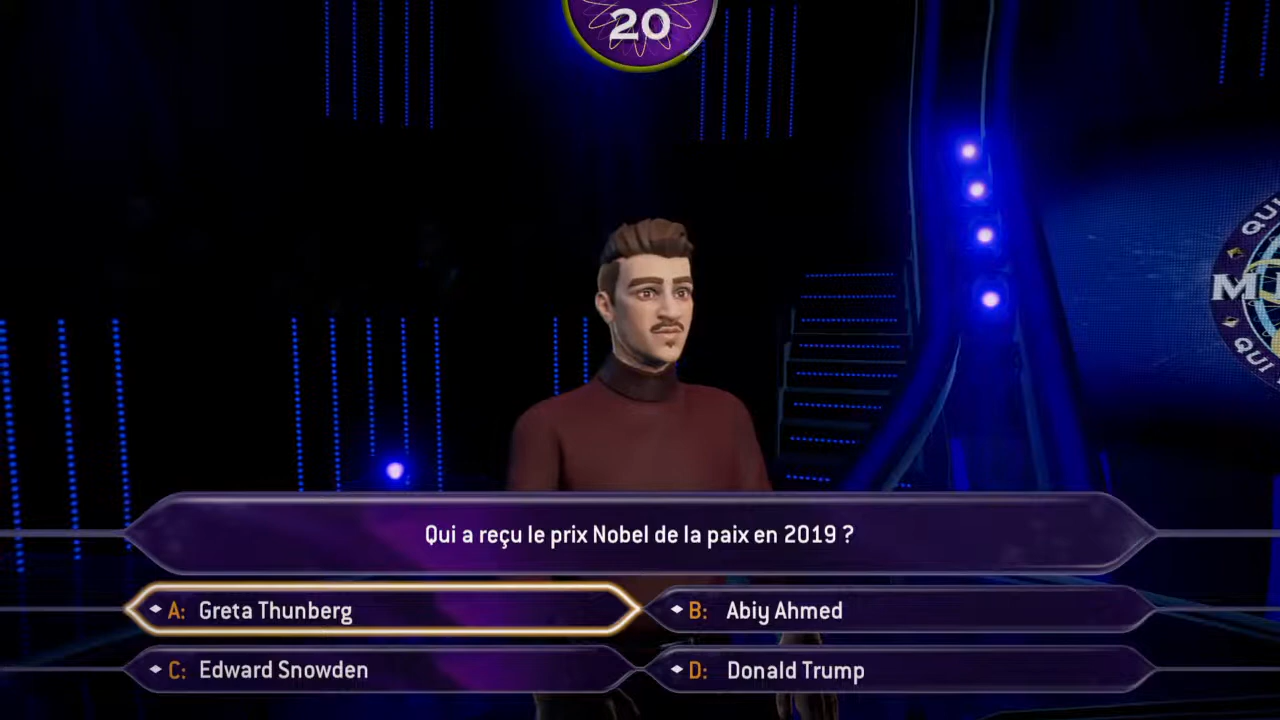 20
Qui a reçu le prix Nobel de la paix en 2019 ?
A: Greta Thunberg
B: Abiy Ahmed
C: Edward Snowden
D: Donald Trump
QUI